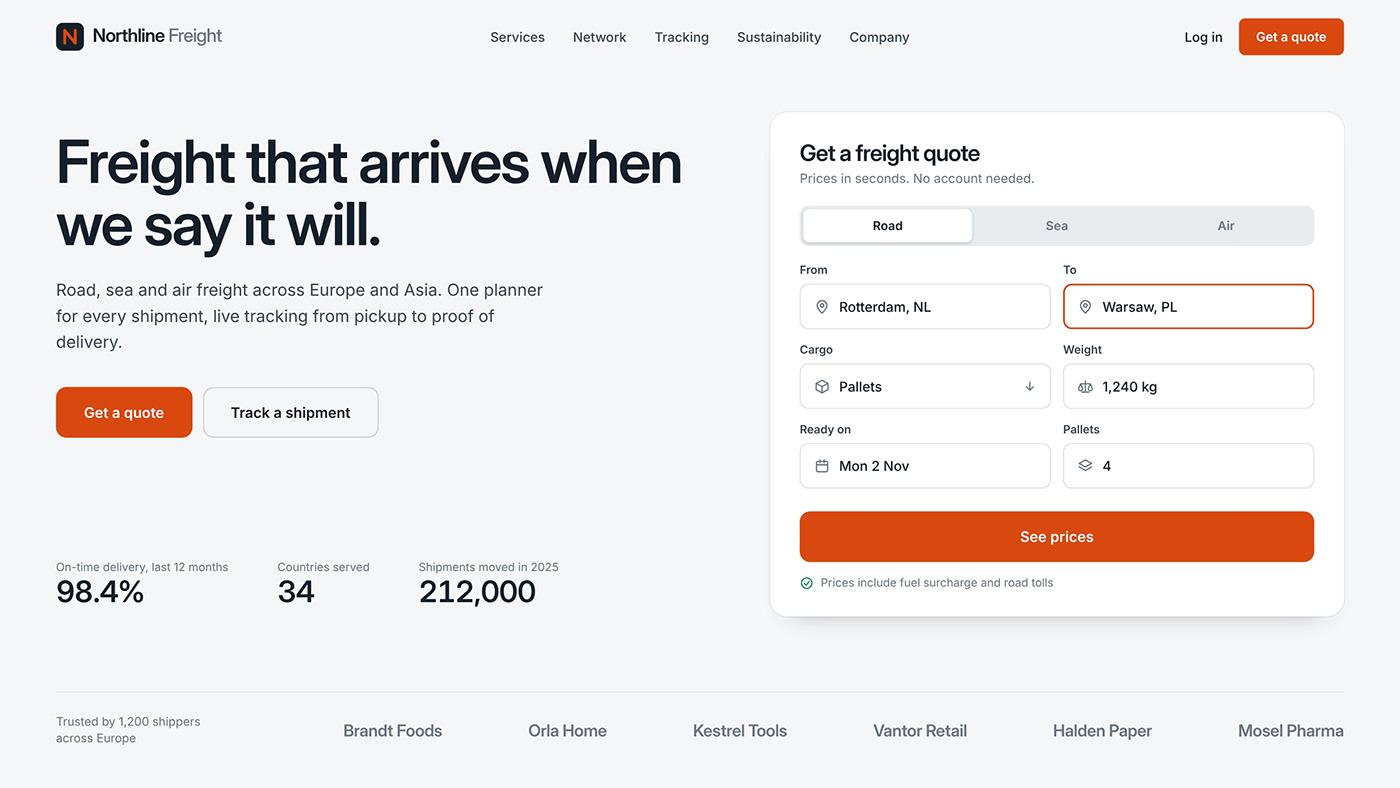 N Northline Freight
Services Network Tracking Sustainability Company
Log in
Get a quote
Freight that arrives when
we say it will.
Road, sea and air freight across Europe and Asia. One planner
for every shipment, live tracking from pickup to proof of
delivery.
Get a quote
Track a shipment
On-time delivery, last 12 months
98.4%
Countries served
34
Shipments moved in 2025
212,000
Get a freight quote
Prices in seconds. No account needed.
Road Sea Air
From
Rotterdam, NL
To
Warsaw, PL
Cargo
Pallets
Weight
1,240 kg
Ready on
Mon 2 Nov
Pallets
4
See prices
Prices include fuel surcharge and road tolls
Trusted by 1,200 shippers
across Europe
Brandt Foods
Orla Home
Kestrel Tools
Vantor Retail
Halden Paper
Mosel Pharma